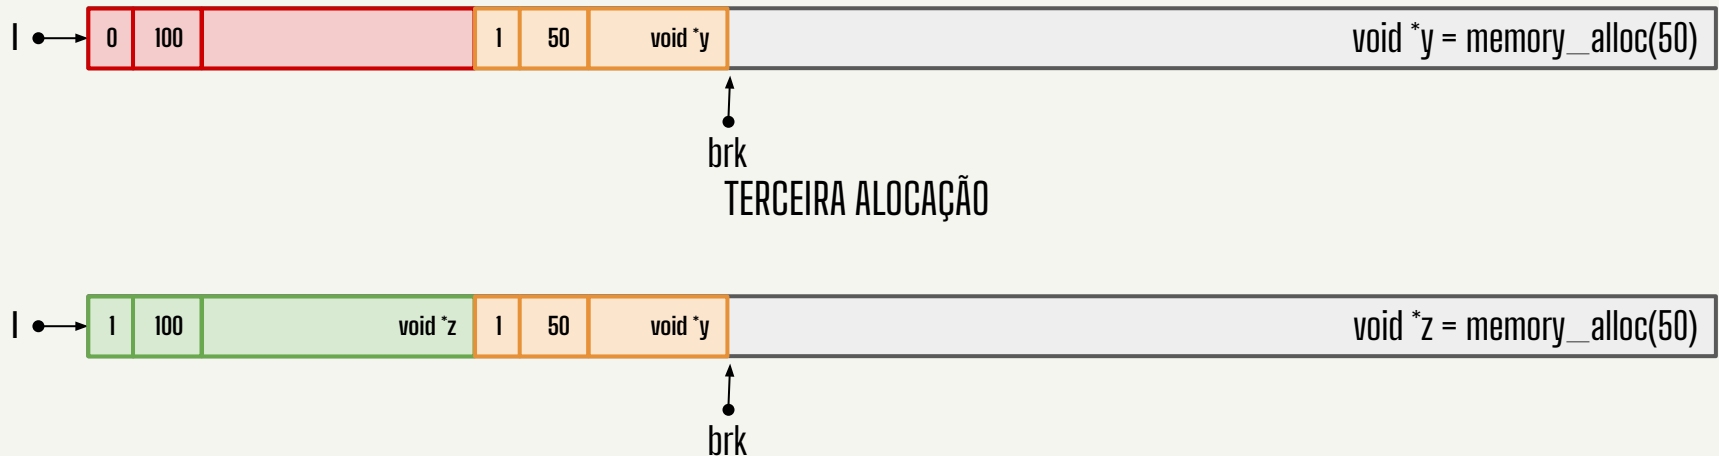 I 0 100 1 50 void *y void *y = memory_alloc(50)
brk
TERCEIRA ALOCAÇÃO
I 1 100 void *z 1 50 void *y void *z = memory_alloc(50)
brk